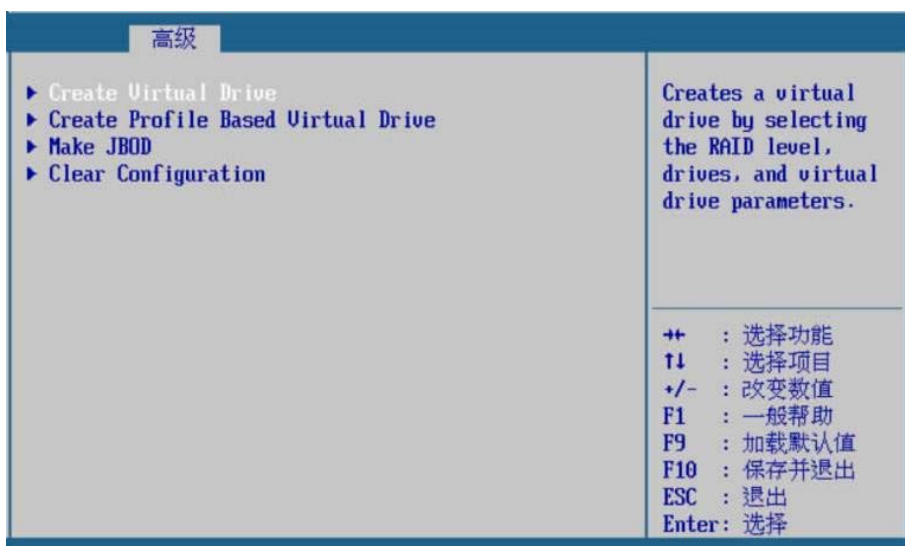 高级
Create Virtual Drive
Create Profile Based Virtual Drive
Make JBOD
Clear Configuration
Creates a virtual
drive by selecting
the RAID level,
drives, and virtual
drive parameters.
→← : 选择功能
↑↓ : 选择项目
+/- : 改变数值
F1 : 一般帮助
F9 : 加载默认值
F10 : 保存并退出
ESC : 退出
Enter: 选择